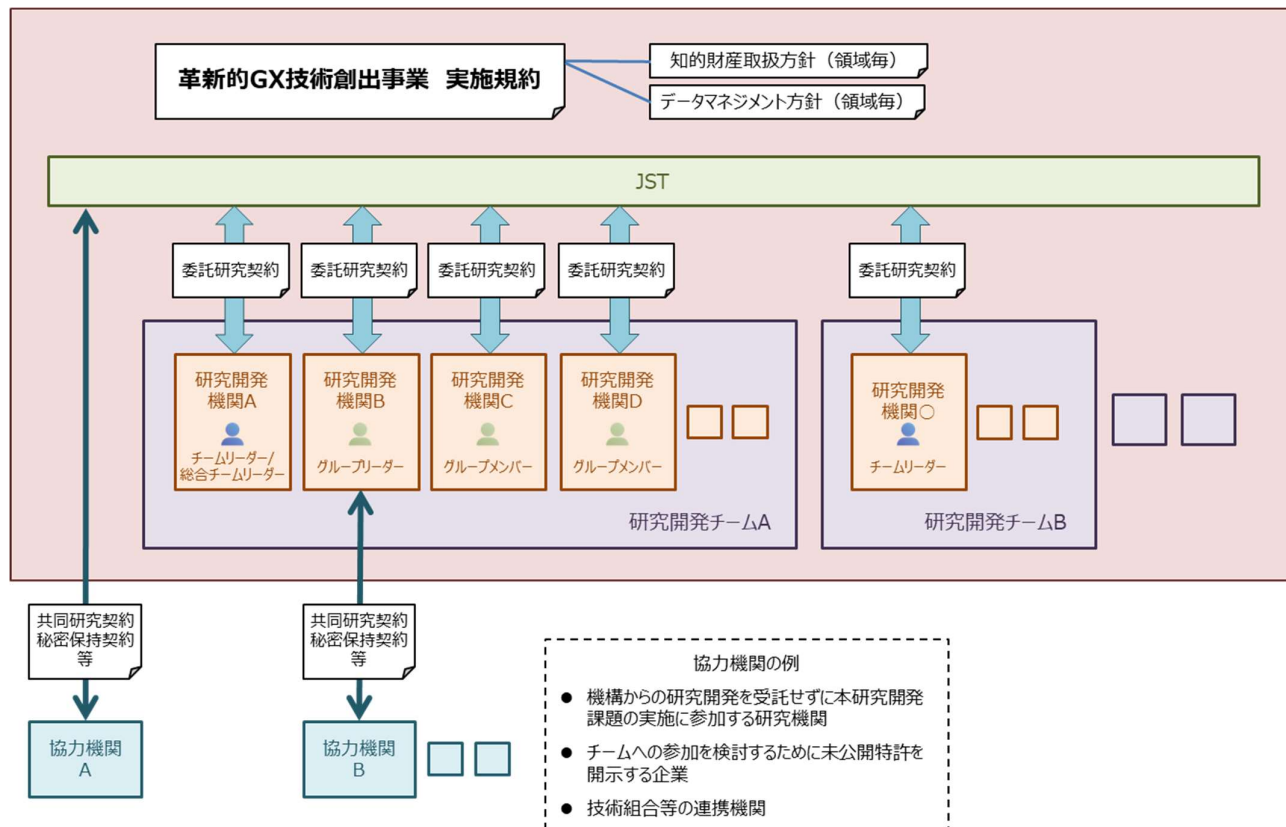 革新的GX技術創出事業 実施規約
知的財産取扱方針（領域毎）
データマネジメント方針（領域毎）
JST
委託研究契約
委託研究契約
委託研究契約
委託研究契約
委託研究契約
研究開発
機関A
チームリーダー/
総合チームリーダー
研究開発
機関B
グループリーダー
研究開発
機関C
グループメンバー
研究開発
機関D
グループメンバー
研究開発チームA
研究開発
機関○
チームリーダー
研究開発チームB
共同研究契約
秘密保持契約
等
共同研究契約
秘密保持契約
等
協力機関
A
協力機関
B
協力機関の例
● 機構からの研究開発を受託せずに本研究開発
課題の実施に参加する研究機関
● チームへの参加を検討するために未公開特許を
開示する企業
● 技術組合等の連携機関